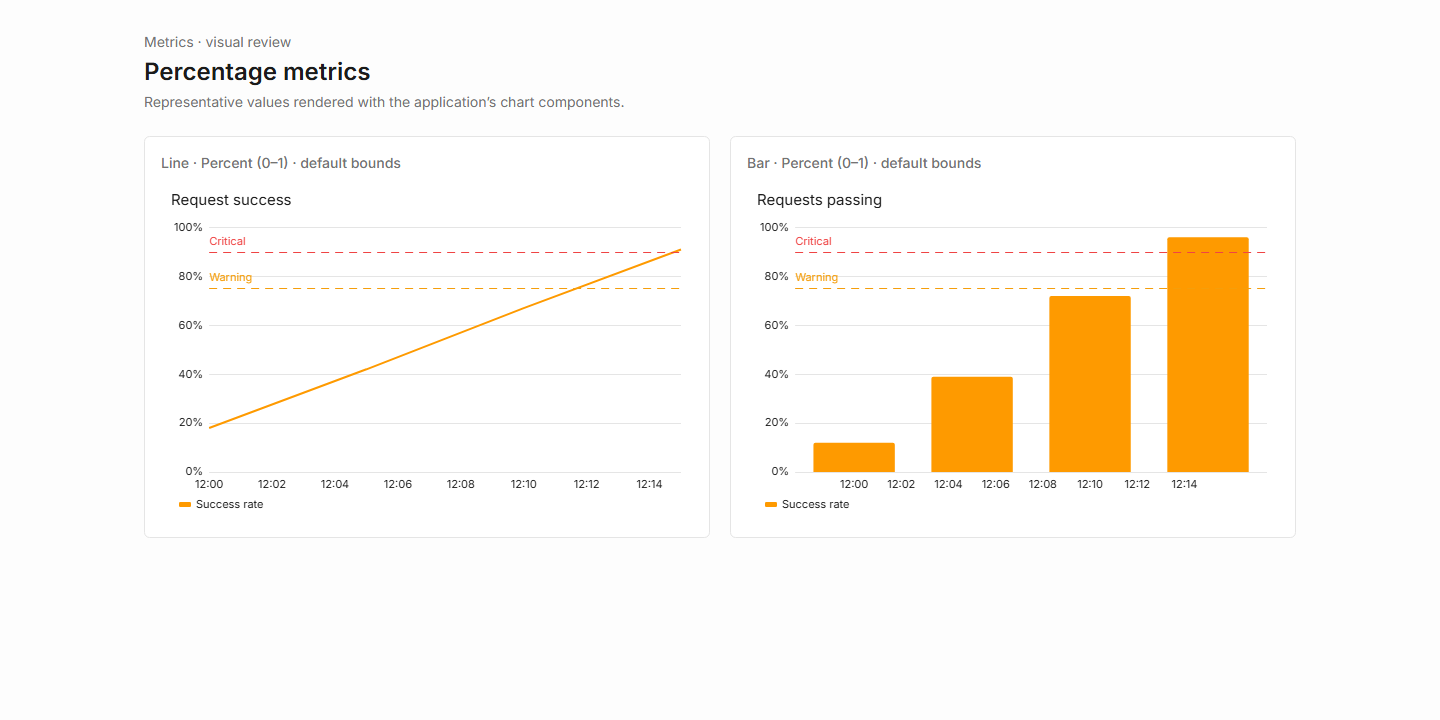 Metrics · visual review
Percentage metrics
Representative values rendered with the application’s chart components.
Line · Percent (0–1) · default bounds
Request success
100%
Critical
80%
Warning
60%
40%
20%
0%
12:00 12:02 12:04 12:06 12:08 12:10 12:12 12:14
Success rate
Bar · Percent (0–1) · default bounds
Requests passing
100%
Critical
80%
Warning
60%
40%
20%
0%
12:00 12:02 12:04 12:06 12:08 12:10 12:12 12:14
Success rate